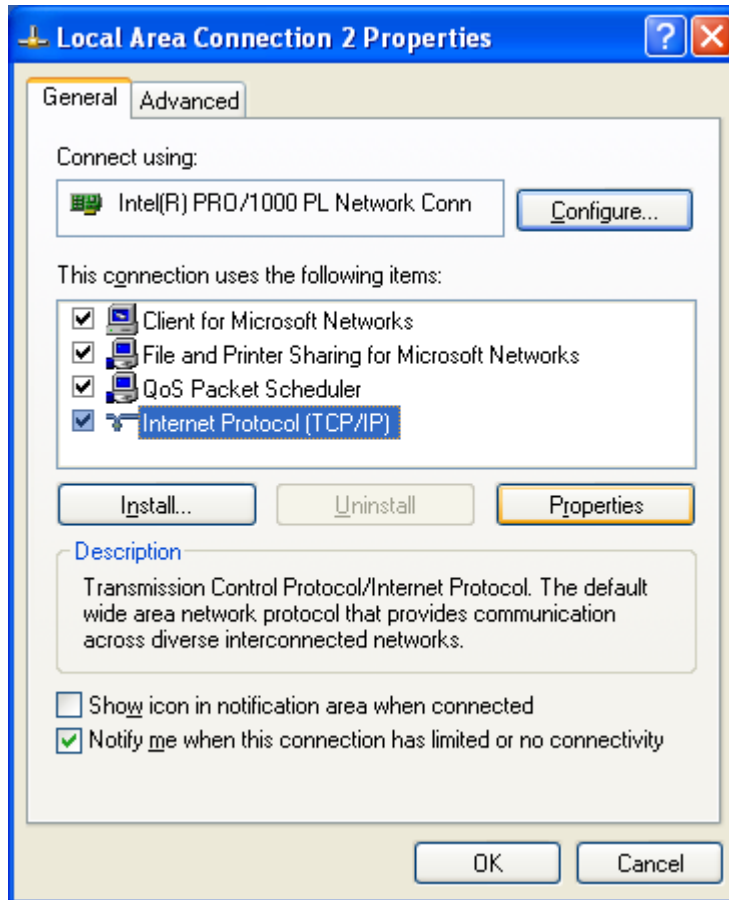 Local Area Connection 2 Properties
General Advanced
Connect using:
Intel(R) PRO/1000 PL Network Conn
Configure...
This connection uses the following items:
Client for Microsoft Networks
File and Printer Sharing for Microsoft Networks
QoS Packet Scheduler
Internet Protocol (TCP/IP)
Install... Uninstall Properties
Description
Transmission Control Protocol/Internet Protocol. The default
wide area network protocol that provides communication
across diverse interconnected networks.
Show icon in notification area when connected
Notify me when this connection has limited or no connectivity
OK Cancel